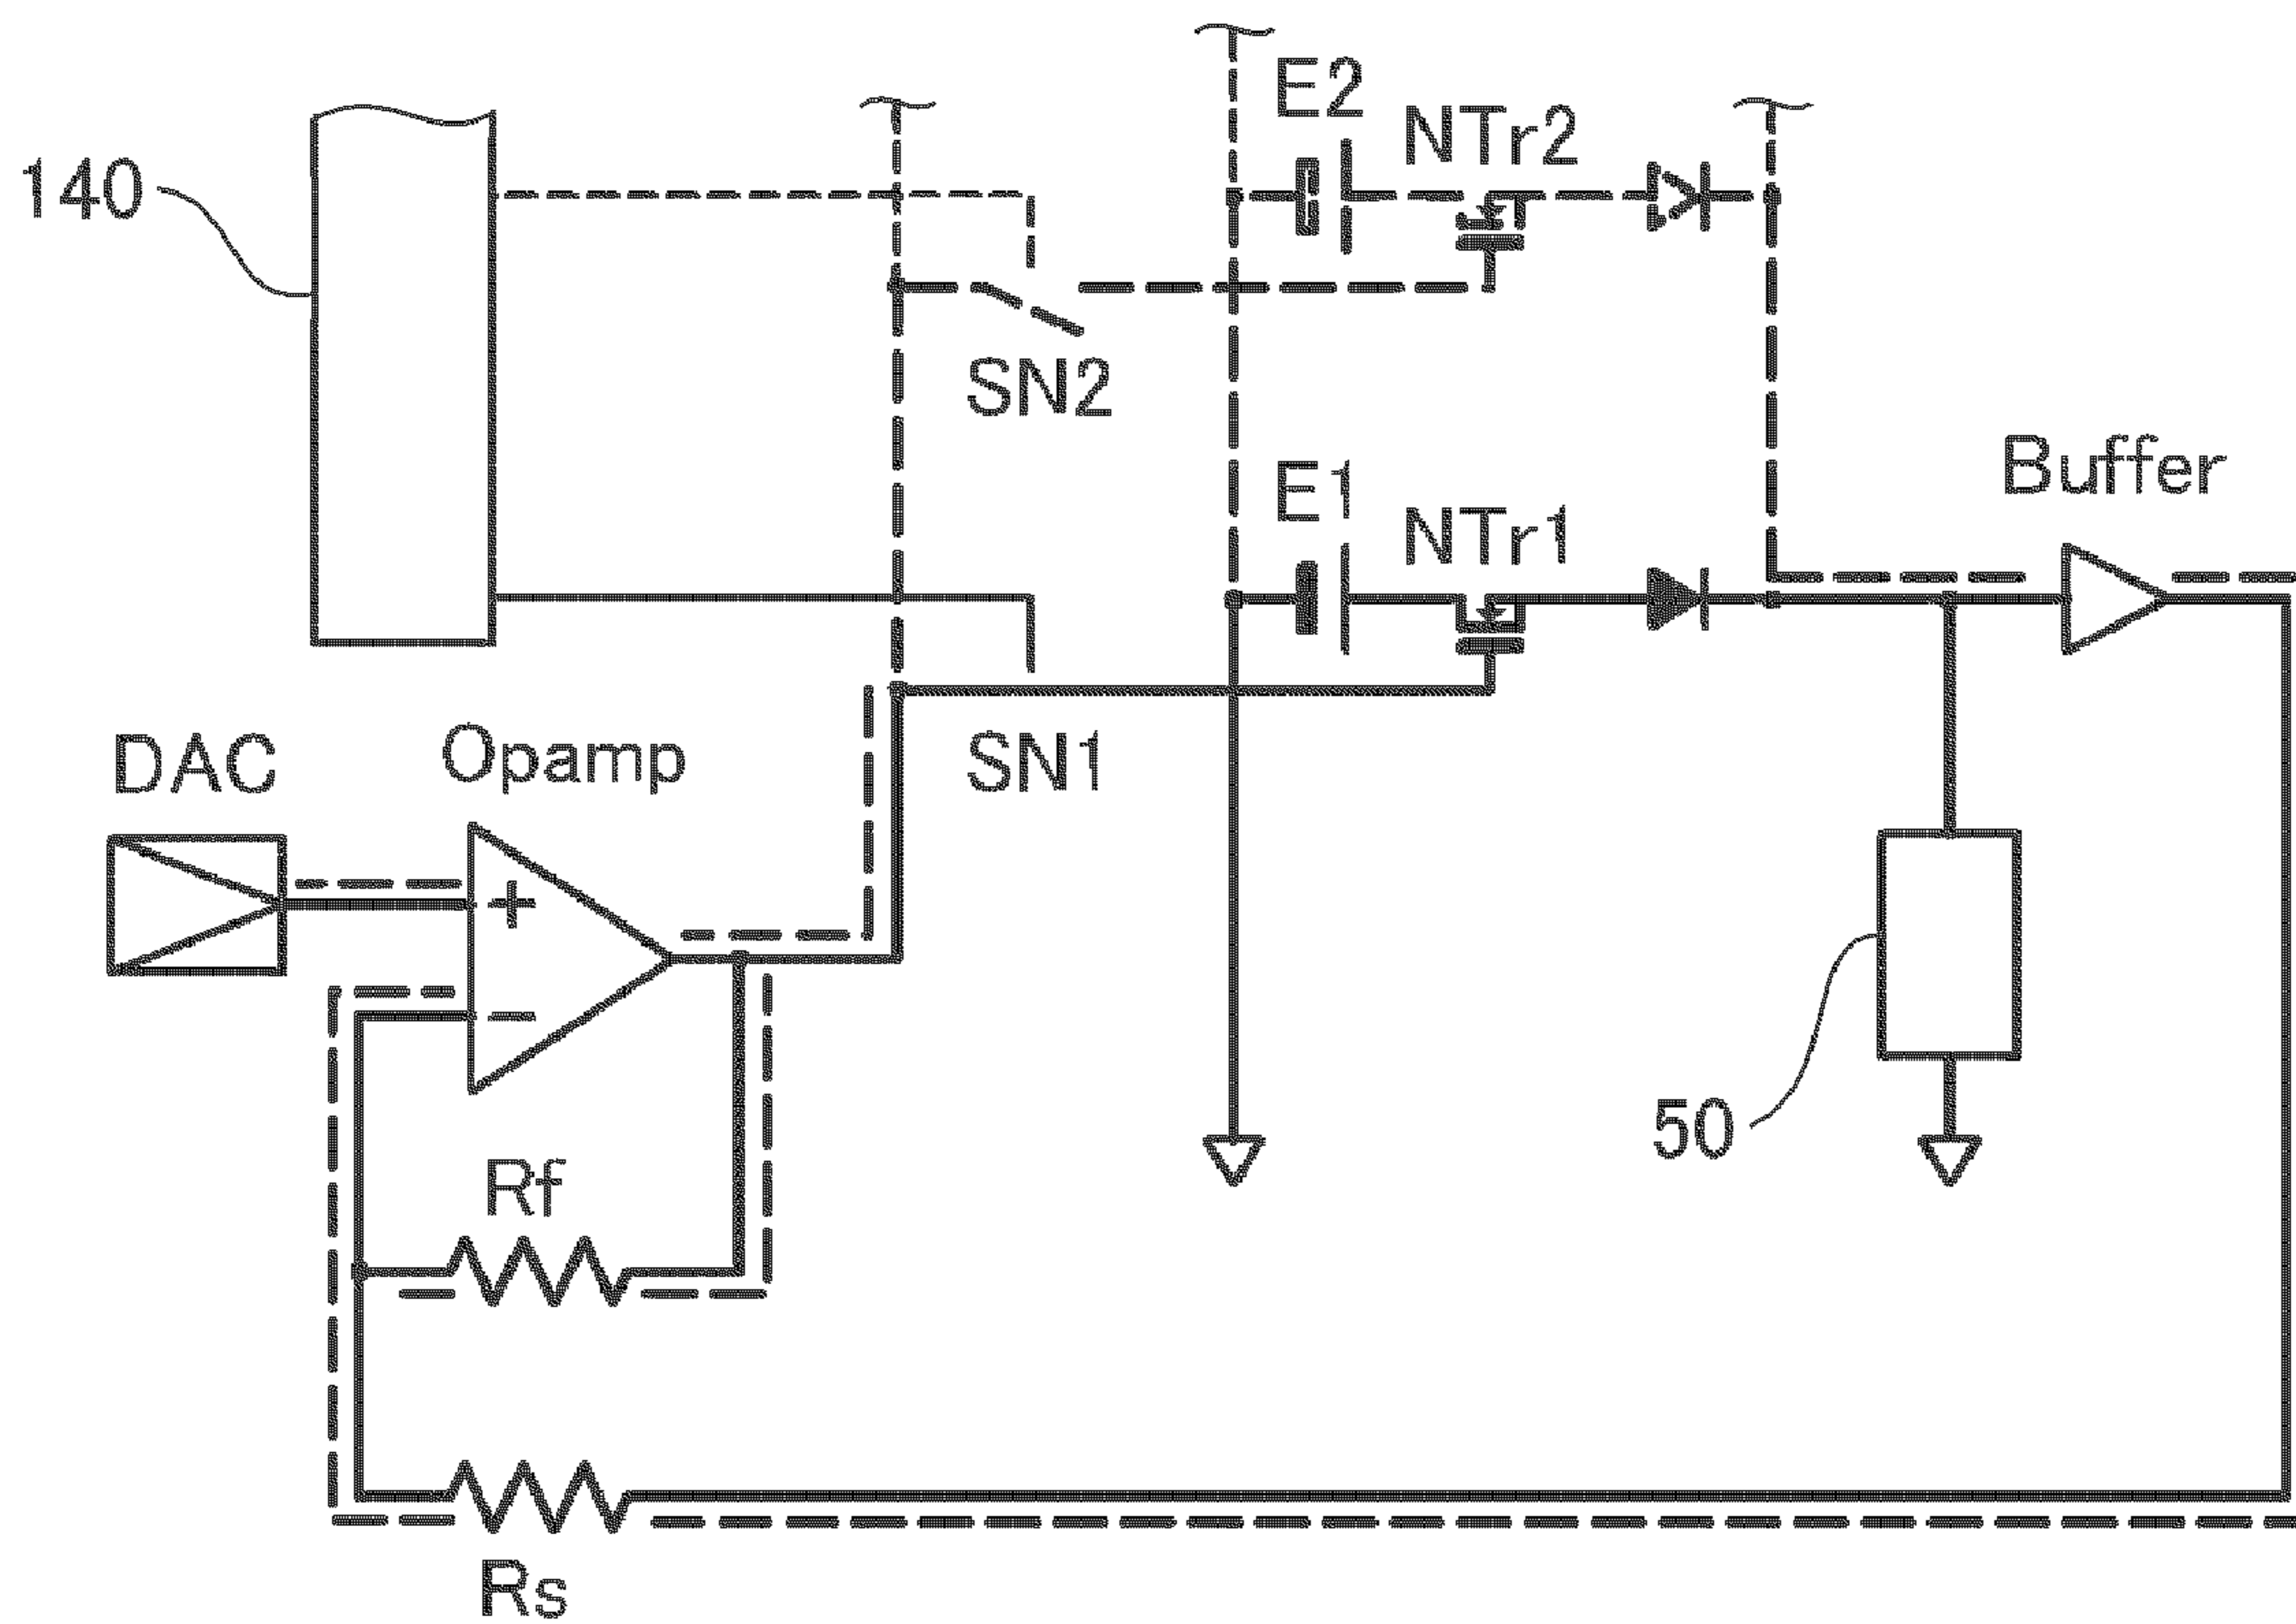 E2
NTr2
140
SN2
E1
NTr1
Buffer
DAC
Opamp
SN1
+
−
50
Rf
Rs